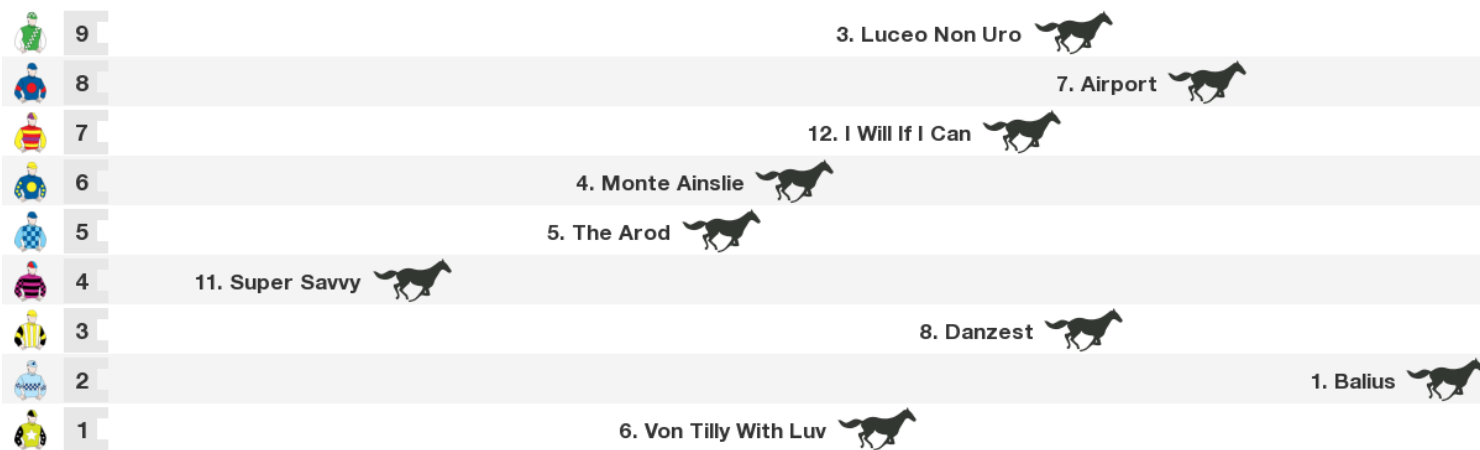 9 3. Luceo Non Uro
8 7. Airport
7 12. I Will If I Can
6 4. Monte Ainslie
5 5. The Arod
4 11. Super Savvy
3 8. Danzest
2 1. Balius
1 6. Von Tilly With Luv